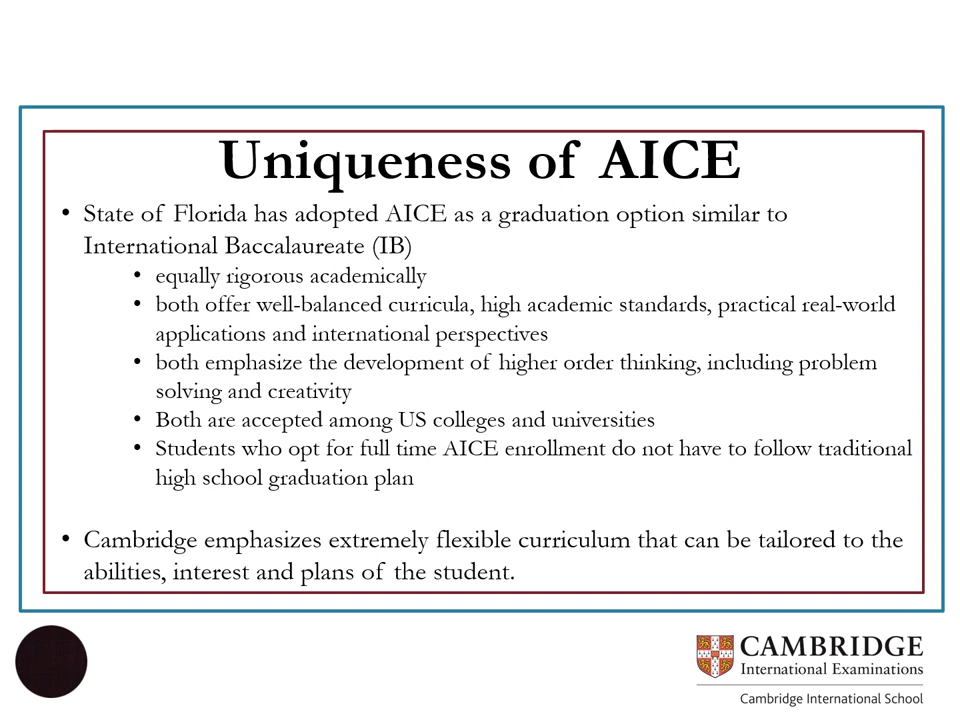 Uniqueness of AICE
• State of Florida has adopted AICE as a graduation option similar to
International Baccalaureate (IB)
• equally rigorous academically
• both offer well-balanced curricula, high academic standards, practical real-world
applications and international perspectives
• both emphasize the development of higher order thinking, including problem
solving and creativity
• Both are accepted among US colleges and universities
• Students who opt for full time AICE enrollment do not have to follow traditional
high school graduation plan
• Cambridge emphasizes extremely flexible curriculum that can be tailored to the
abilities, interest and plans of the student.
CAMBRIDGE
International Examinations
Cambridge International School